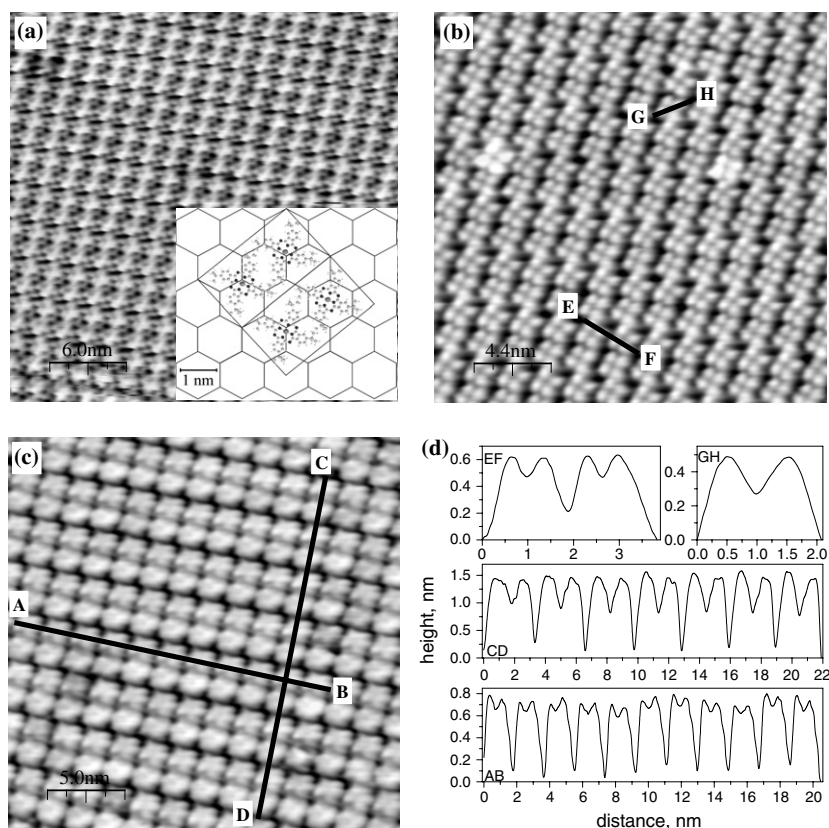 (a)
6.0nm
1 nm
(b)
H
G
E
F
4.4nm
(c)
C
A
B
D
5.0nm
(d)
EF
0.6
0.4
0.2
0.0
0 1 2 3
GH
0.4
0.2
0.0
0.0 0.5 1.0 1.5 2.0
height, nm
1.5
1.0
0.5
0.0
CD
0 2 4 6 8 10 12 14 16 18 20 22
0.8
0.6
0.4
0.2
0.0
AB
0 2 4 6 8 10 12 14 16 18 20
distance, nm